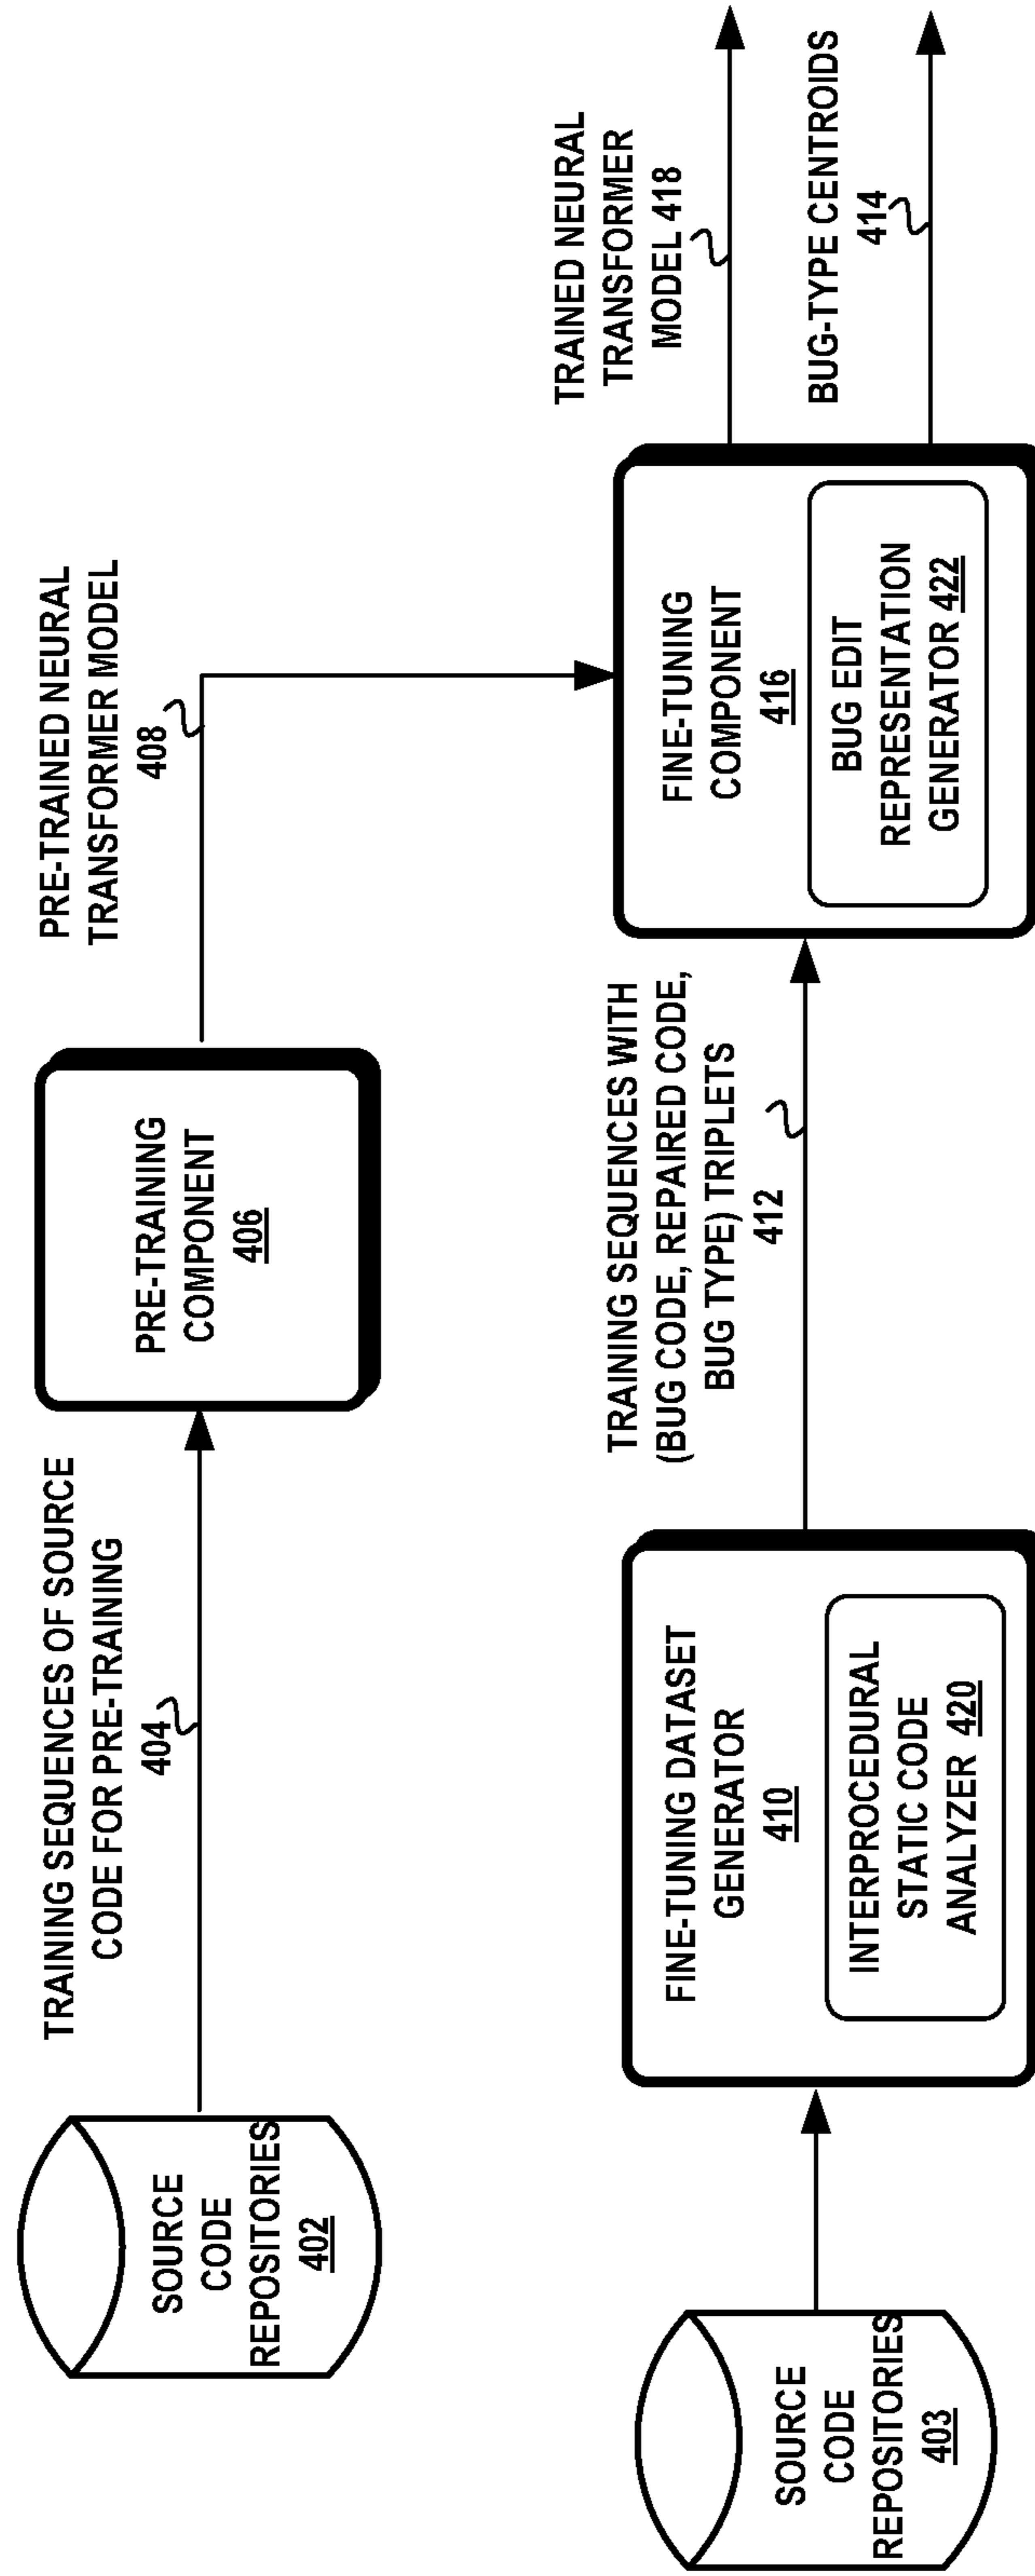 SOURCE
CODE
REPOSITORIES
402
TRAINING SEQUENCES OF SOURCE
CODE FOR PRE-TRAINING
404
PRE-TRAINING
COMPONENT
406
PRE-TRAINED NEURAL
TRANSFORMER MODEL
408
SOURCE
CODE
REPOSITORIES
403
FINE-TUNING DATASET
GENERATOR
410
INTERPROCEDURAL
STATIC CODE
ANALYZER 420
TRAINING SEQUENCES WITH
(BUG CODE, REPAIRED CODE,
BUG TYPE) TRIPLETS
412
FINE-TUNING
COMPONENT
416
BUG EDIT
REPRESENTATION
GENERATOR 422
TRAINED NEURAL
TRANSFORMER
MODEL 418
BUG-TYPE CENTROIDS
414